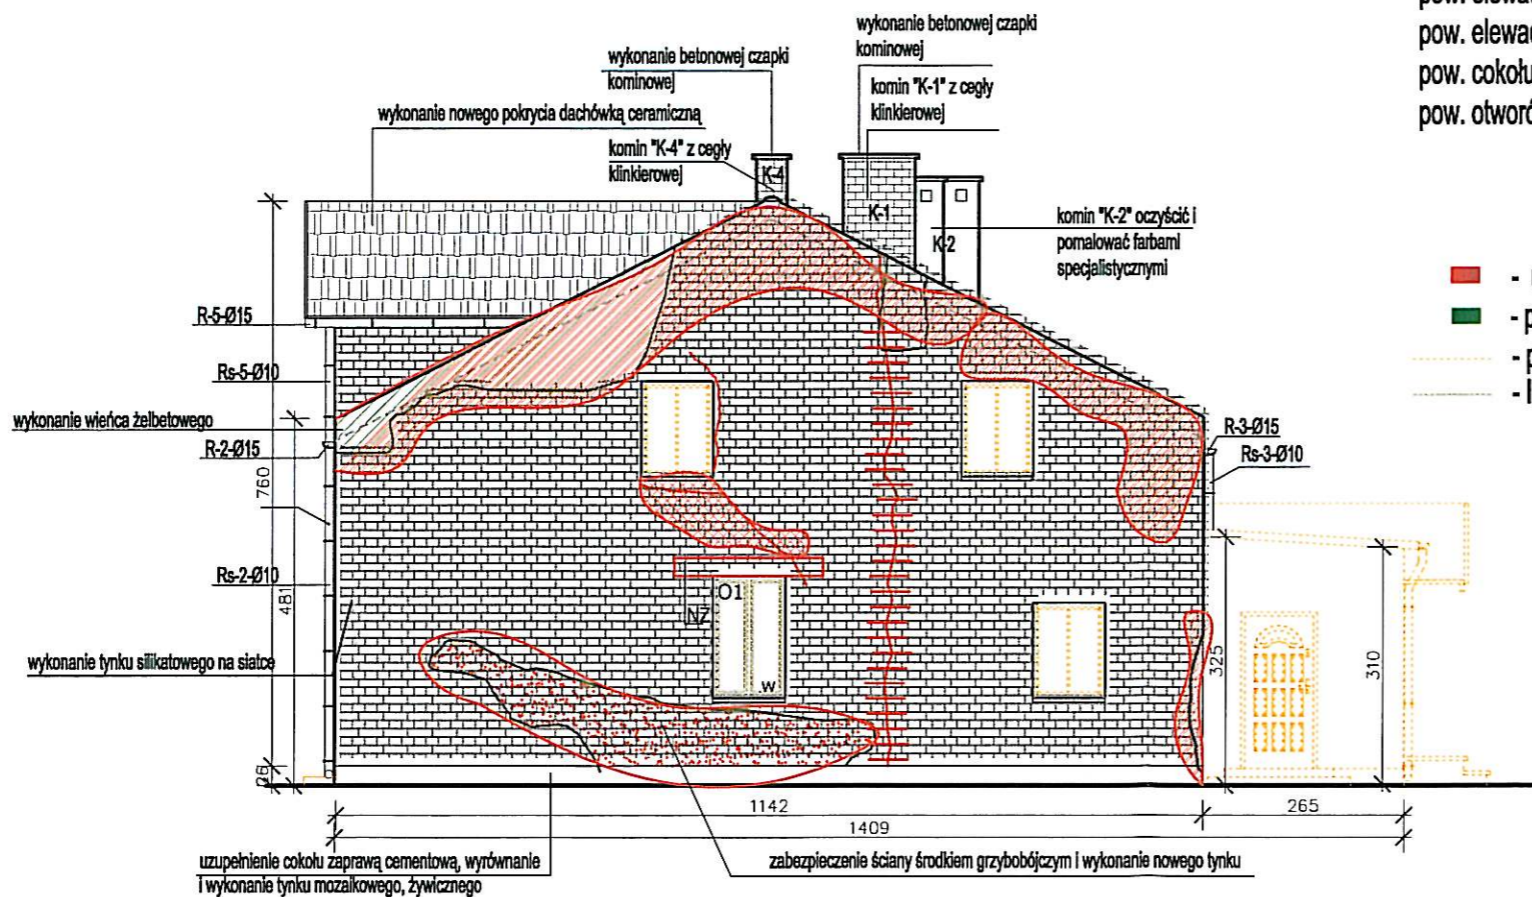 wykonanie betonowej czapki
kominowej
wykonanie betonowej czapki
kominowej
pow. elewac
pow. cokołu
pow. otworó
wykonanie nowego pokrycia dachówką ceramiczną
komin "K-4" z cegły
klinkierowej
komin "K-1" z cegły
klinkierowej
K-4
K-1
K-2
komin "K-2" oczyścić i
pomalować farbami
specjalistycznymi
R-5-Ø15
Rs-5-Ø10
wykonanie wieńca żelbetowego
R-2-Ø15
R-3-Ø15
Rs-3-Ø10
760
481
Rs-2-Ø10
O1
NZ
w
wykonanie tynku silikatowego na siatce
325
310
26
1142
265
1409
uzupełnienie cokołu zaprawą cementową, wyrównanie
i wykonanie tynku mozaikowego, żywicznego
zabezpieczenie ściany środkiem grzybobójczym i wykonanie nowego tynku